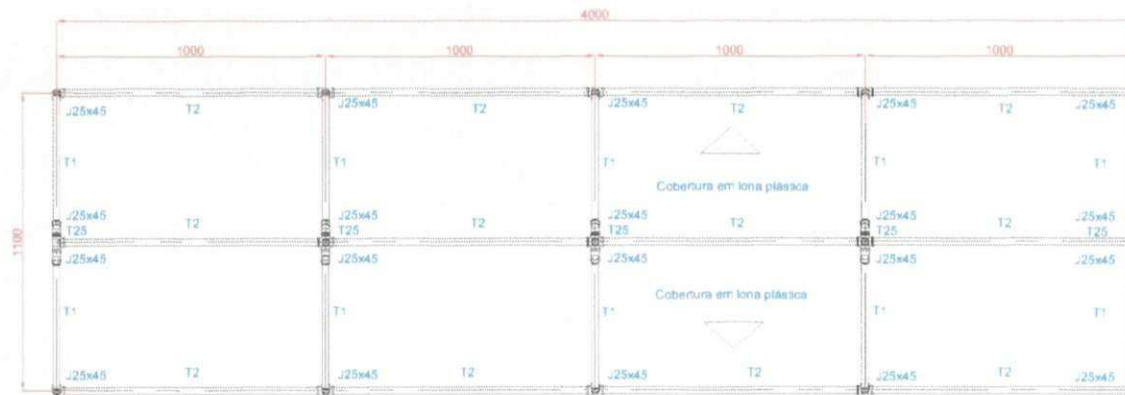 4000
1000 1000 1000 1000
J25x45 T2 J25x45 T2 J25x45 T2 J25x45 T2 J25x45
T1 T1 T1 T1 T1
Cobertura em lona plástica
1100
J25x45 T2 J25x45 T2 J25x45 T2 J25x45 T2 J25x45
T25 T25 T25 T25 T25
J25x45 J25x45 J25x45 J25x45 J25x45
Cobertura em lona plástica
T1 T1 T1 T1 T1
J25x45 T2 J25x45 T2 J25x45 T2 J25x45 T2 J25x45